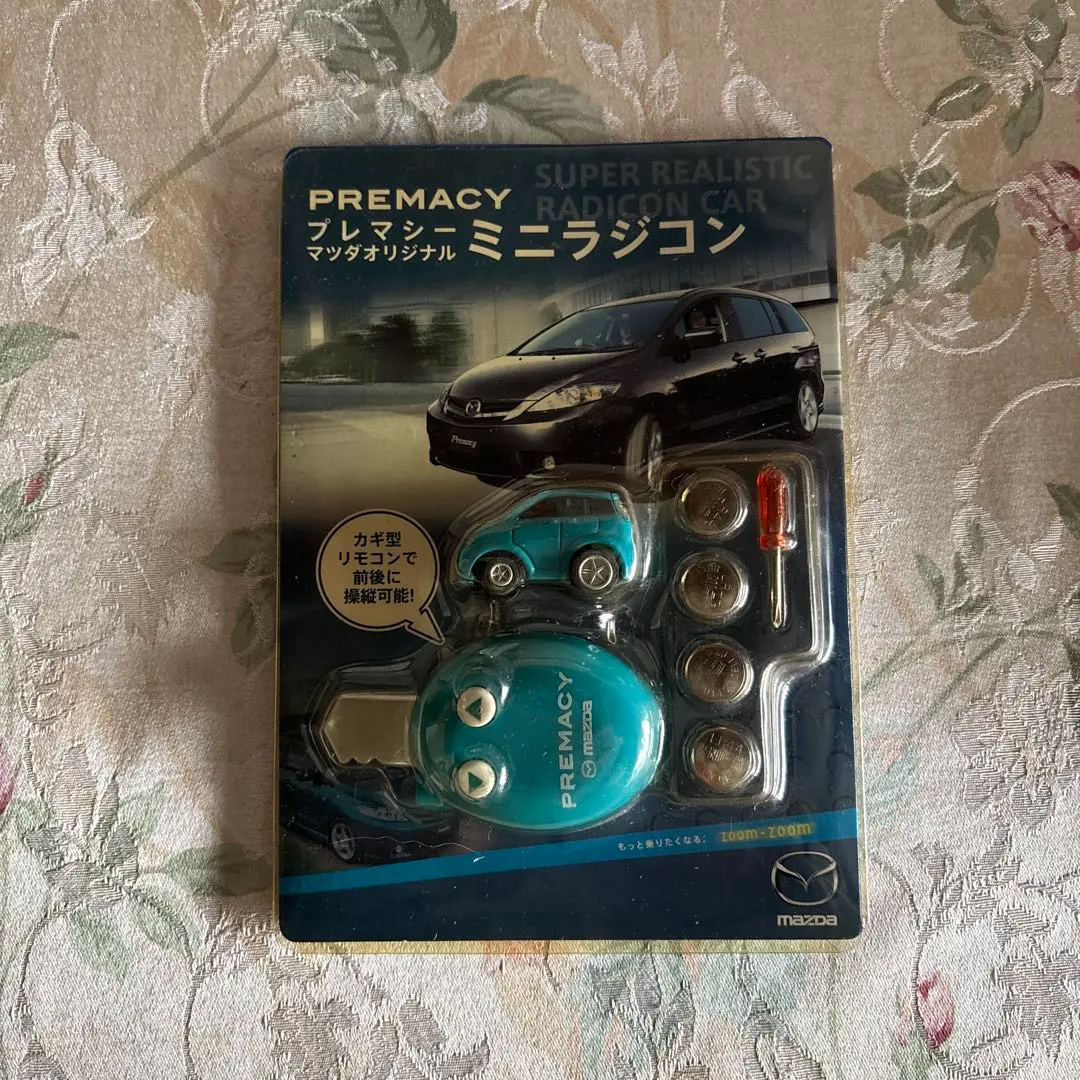 SUPER REALISTIC
RADICON CAR
PREMACY
プレマシー
マツダオリジナル
ミニラジコン
Premacy
カギ型
リモコンで
前後に
操縦可能!
PREMACY
mazda
もっと乗りたくなる;
zoom-zoom
mazda